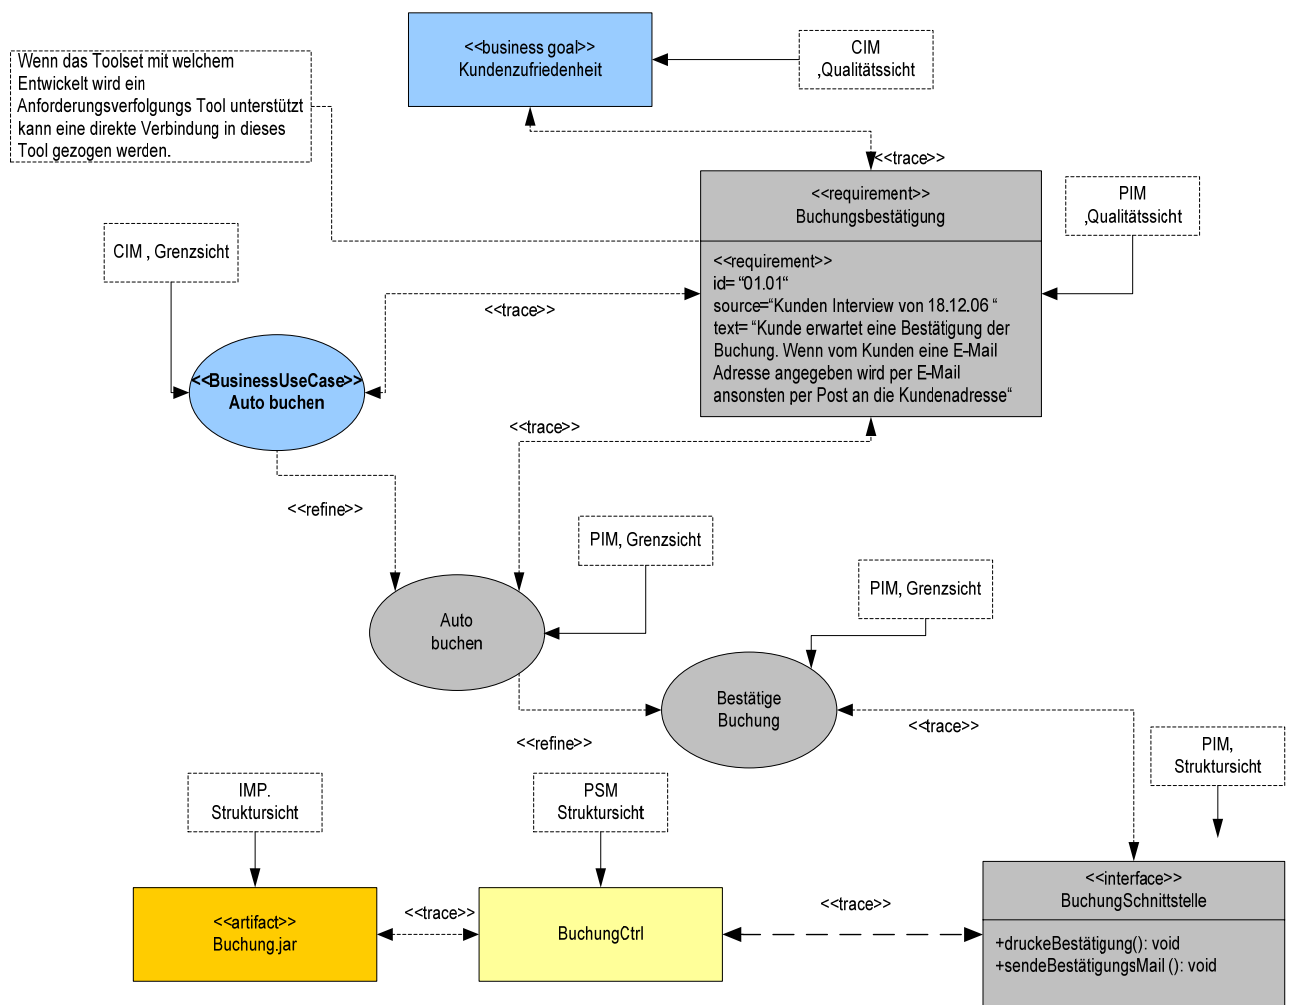 <<business goal>>
Kundenzufriedenheit
CIM
,Qualitätssicht
Wenn das Toolset mit welchem
Entwickelt wird ein
Anforderungsverfolgungs Tool unterstützt
kann eine direkte Verbindung in dieses
Tool gezogen werden.
<<trace>>
<<requirement>>
Buchungsbestätigung
PIM
,Qualitätssicht
CIM , Grenzsicht
<<requirement>>
id= “01.01“
source=“Kunden Interview von 18.12.06 “
text= “Kunde erwartet eine Bestätigung der
Buchung. Wenn vom Kunden eine E-Mail
Adresse angegeben wird per E-Mail
ansonsten per Post an die Kundenadresse“
<<trace>>
<<BusinessUseCase>>
Auto buchen
<<trace>>
<<refine>>
PIM, Grenzsicht
PIM, Grenzsicht
Auto
buchen
Bestätige
Buchung
<<trace>>
<<refine>>
PIM,
Struktursicht
IMP.
Struktursicht
PSM
Struktursicht
<<interface>>
BuchungSchnittstelle
<<trace>>
<<trace>>
<<artifact>>
Buchung.jar
BuchungCtrl
+druckeBestätigung(): void
+sendeBestätigungsMail (): void